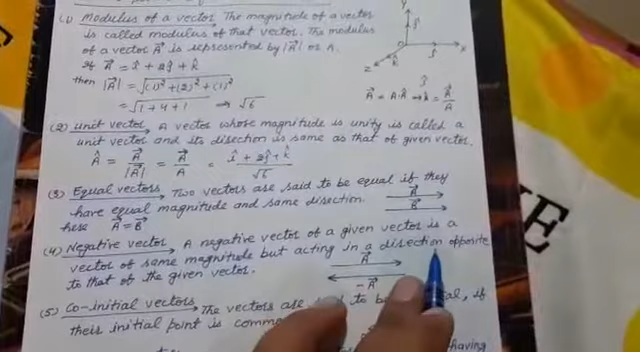 (1) Modulus of a vector → The magnitude of a vector
is called modulus of that vector. The modulus
of a vector A⃗ is represented by |A⃗| or A.
If A⃗ = î + 2ĵ + k̂
then |A⃗| = √(1)² + (2)² + (1)²
= √1 + 4 + 1 → √6
y
ĵ
î
x
k̂
z
A⃗ = A Â ⇒ Â = A⃗/A
(2) unit vector → A vector whose magnitude is unity is called a
unit vector and its direction is same as that of given vector.
Â = A⃗/|A⃗| = A⃗/A = î + 2ĵ + k̂/√6
(3) Equal vectors → Two vectors are said to be equal if they
have equal magnitude and same direction.
A⃗
B⃗
here A⃗ = B⃗
(4) Negative vector → A negative vector of a given vector is a
vector of same magnitude but acting in a direction opposite
to that of the given vector.
A⃗
-A⃗
(5) Co-initial vectors → The vectors are to be if
their initial point is
having